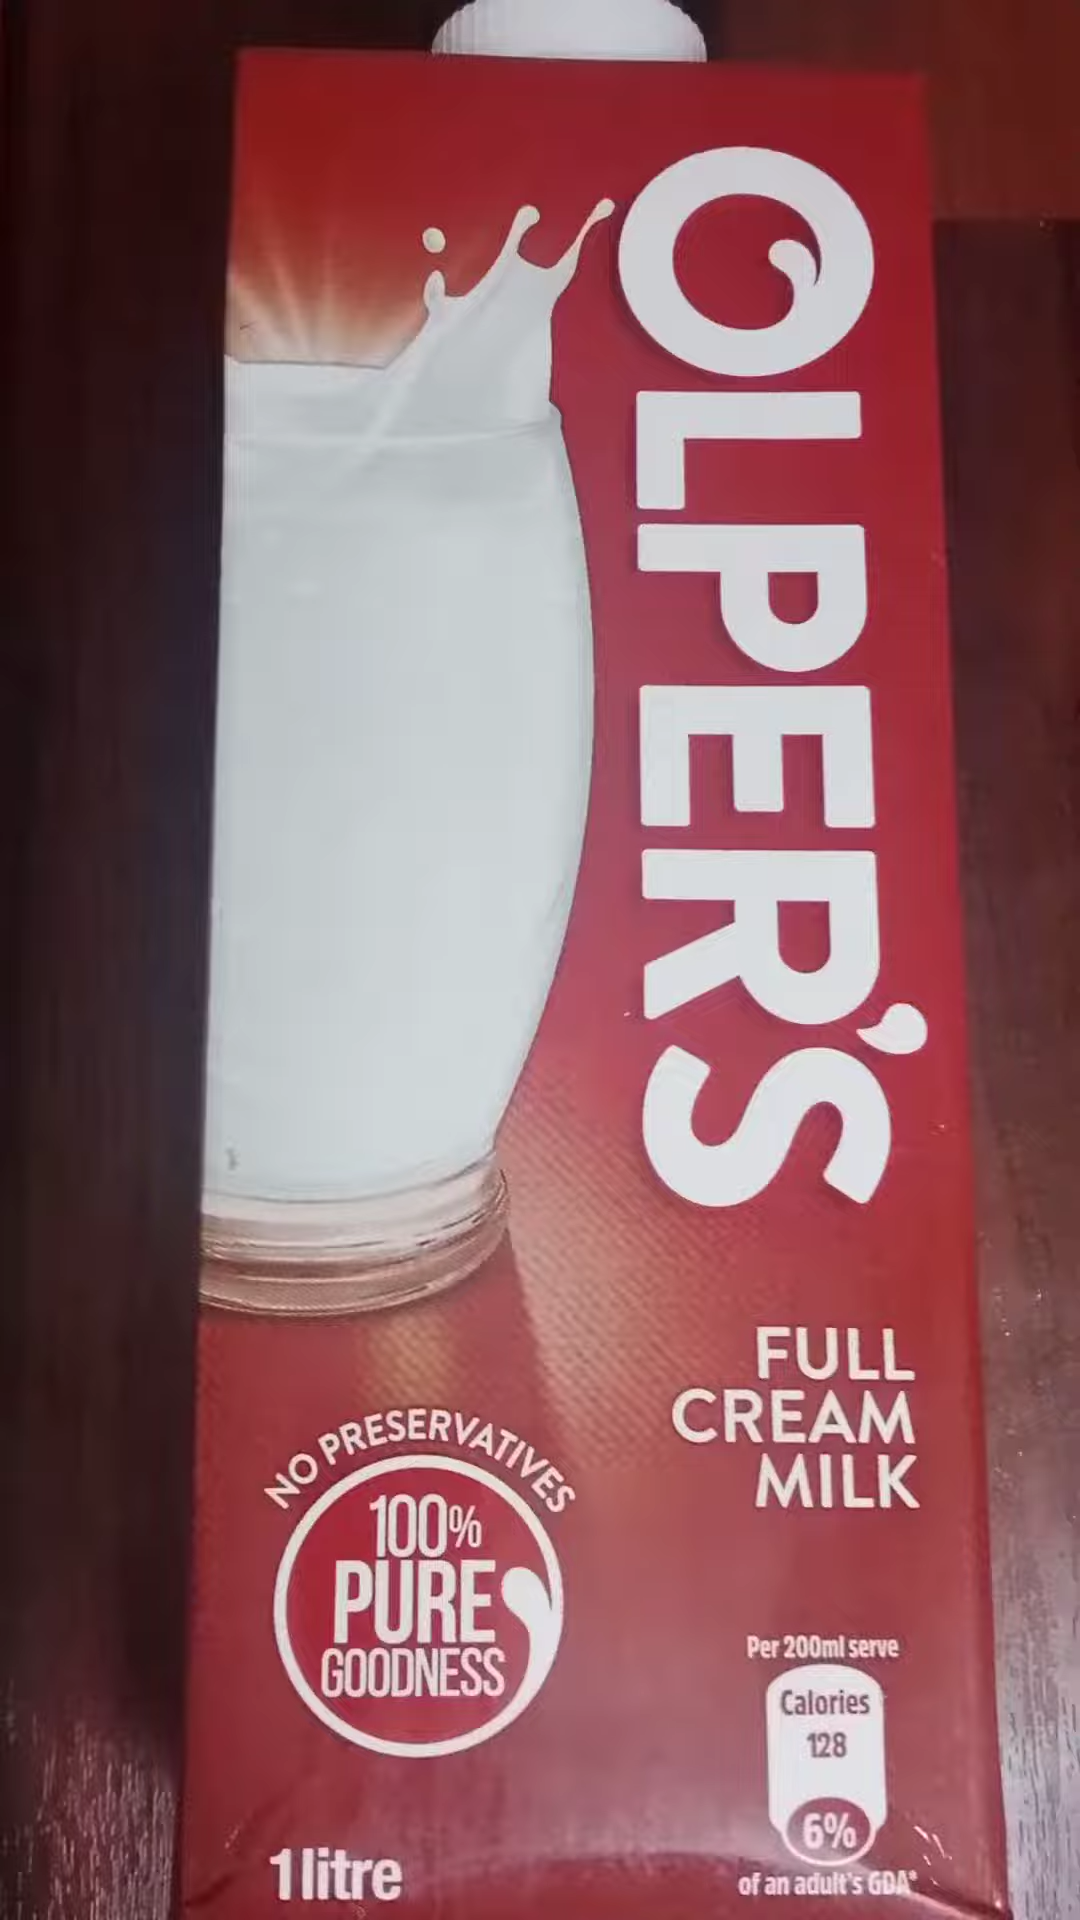 OLPER'S
FULL
CREAM
MILK
NO PRESERVATIVES
100%
PURE
GOODNESS
Per 200ml serve
Calories
128
6%
of an adult's GDA*
1 litre